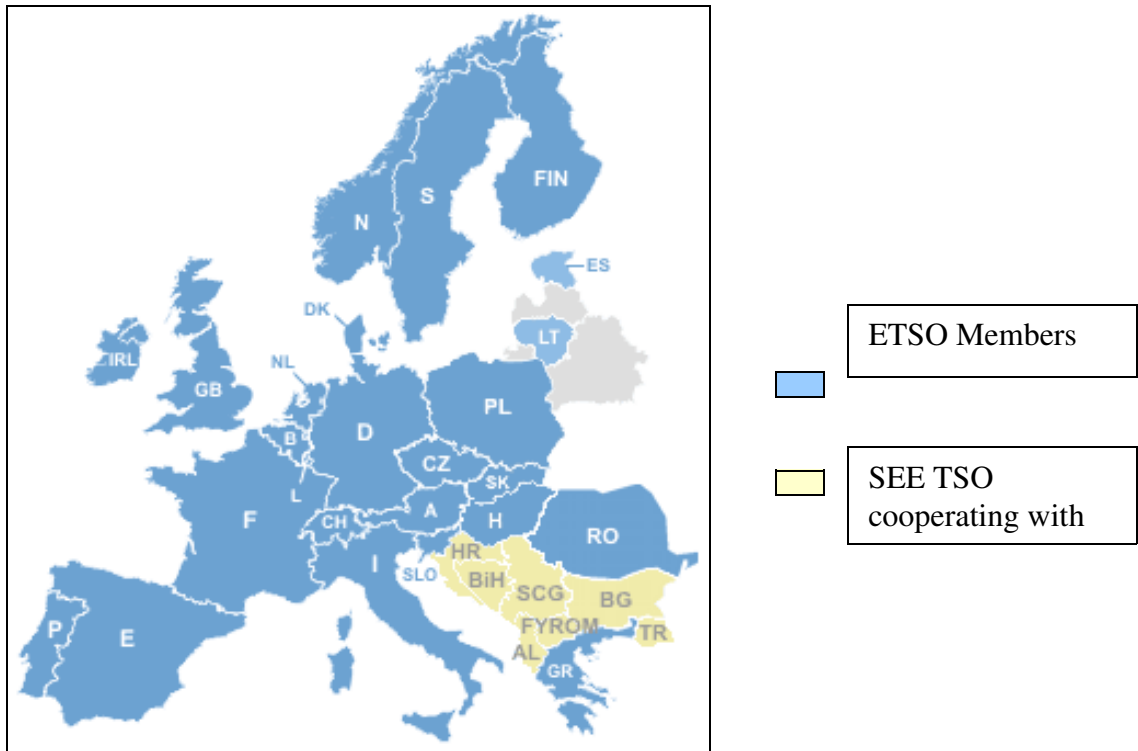 FIN
S
N
ES
DK
LT
NL
IRL
GB
PL
B
D
CZ
L
SK
A
F
CH
H
RO
I
HR
SLO
BiH
SCG
BG
P
E
FYROM
TR
AL
GR
ETSO Members
SEE TSO
cooperating with